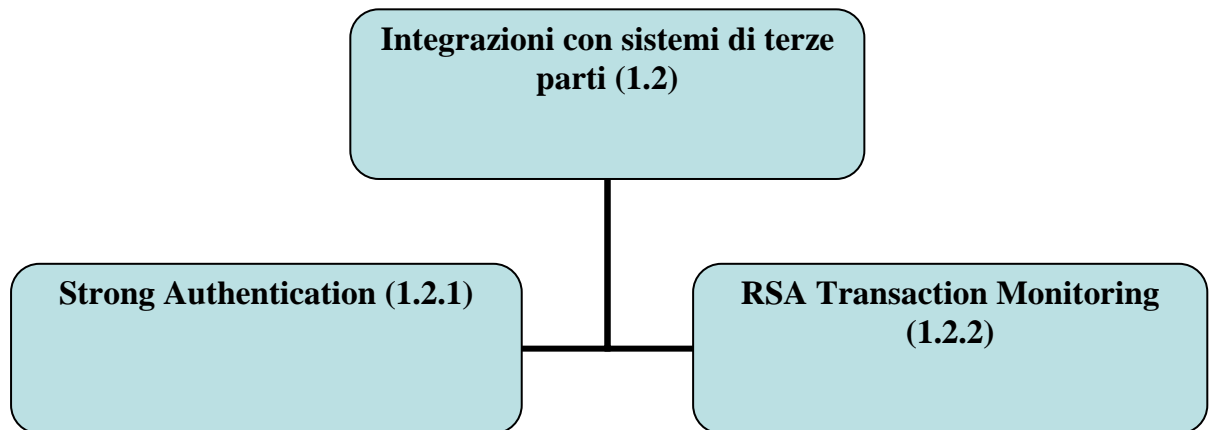 Integrazioni con sistemi di terze
parti (1.2)
Strong Authentication (1.2.1)
RSA Transaction Monitoring
(1.2.2)